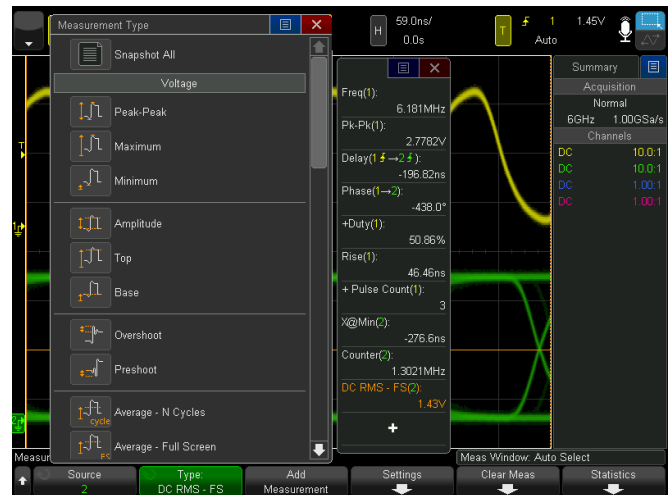 Measurement Type
Snapshot All
Voltage
Peak-Peak
Maximum
Minimum
Amplitude
Top
Base
Overshoot
Preshoot
cycle
Average - N Cycles
FS
Average - Full Screen
H
59.0ns/
0.0s
T
1
1.45V
Auto
Freq(1):
6.181MHz
Pk-Pk(1):
2.7782V
Delay(1→2):
-196.82ns
Phase(1→2):
-438.0°
+Duty(1):
50.86%
Rise(1):
46.46ns
+ Pulse Count(1):
3
X@Min(2):
-276.6ns
Counter(2):
1.3021MHz
DC RMS - FS(2):
1.43V
Summary
Acquisition
Normal
6GHz 1.00GSa/s
Channels
DC 10.0:1
DC 10.0:1
DC 1.00:1
DC 1.00:1
T
1
2
Measur
Meas Window: Auto Select
Source
2
Type:
DC RMS - FS
Add
Measurement
Settings
Clear Meas
Statistics